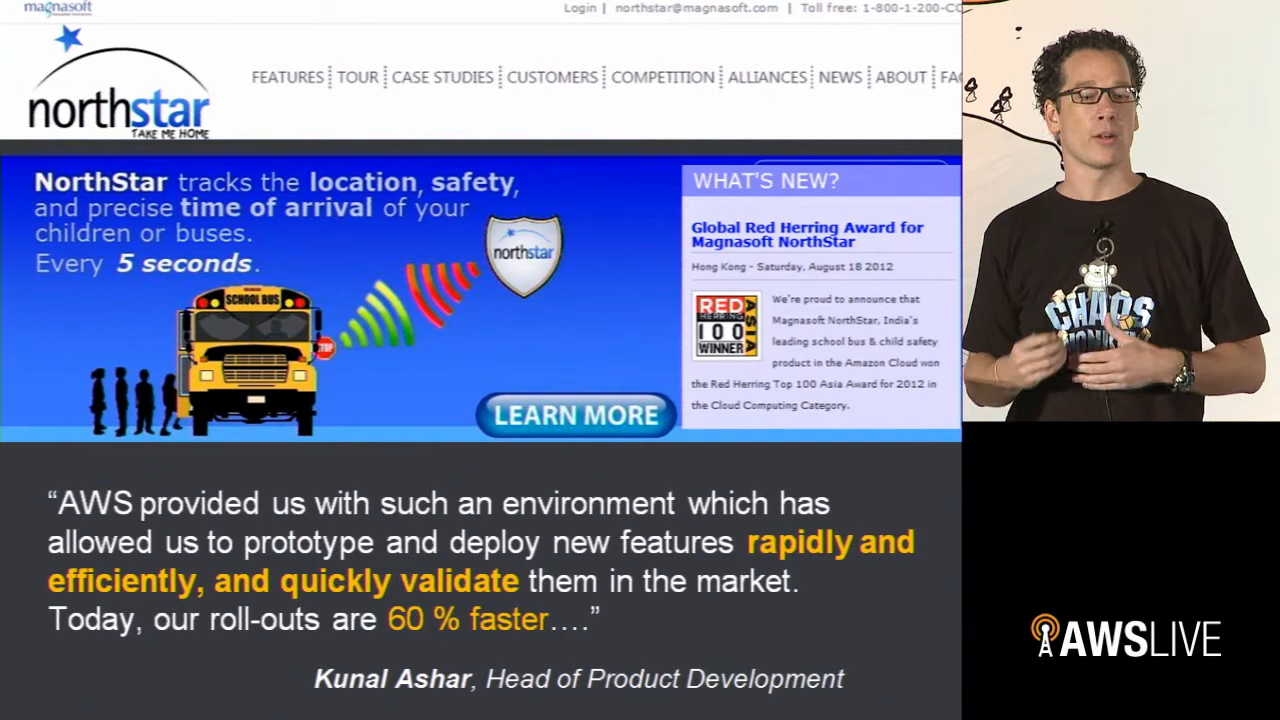 magnasoft
Login | northstar@magnasoft.com | Toll free: 1-800-1-200-CO
northstar
TAKE ME HOME
FEATURES TOUR CASE STUDIES CUSTOMERS COMPETITION ALLIANCES NEWS ABOUT FAQ
NorthStar tracks the location, safety,
and precise time of arrival of your
children or buses.
Every 5 seconds.
SCHOOL BUS
STOP
northstar
LEARN MORE
WHAT'S NEW?
Global Red Herring Award for
Magnasoft NorthStar
Hong Kong - Saturday, August 18 2012
RED
HERRING
100
WINNER
ASIA
We're proud to announce that
Magnasoft NorthStar, India's
leading school bus & child safety
product in the Amazon Cloud won
the Red Herring Top 100 Asia Award for 2012 in
the Cloud Computing Category.
CHAOS
MONKEY
“AWS provided us with such an environment which has
allowed us to prototype and deploy new features rapidly and
efficiently, and quickly validate them in the market.
Today, our roll-outs are 60 % faster….”
Kunal Ashar, Head of Product Development
AWSLIVE